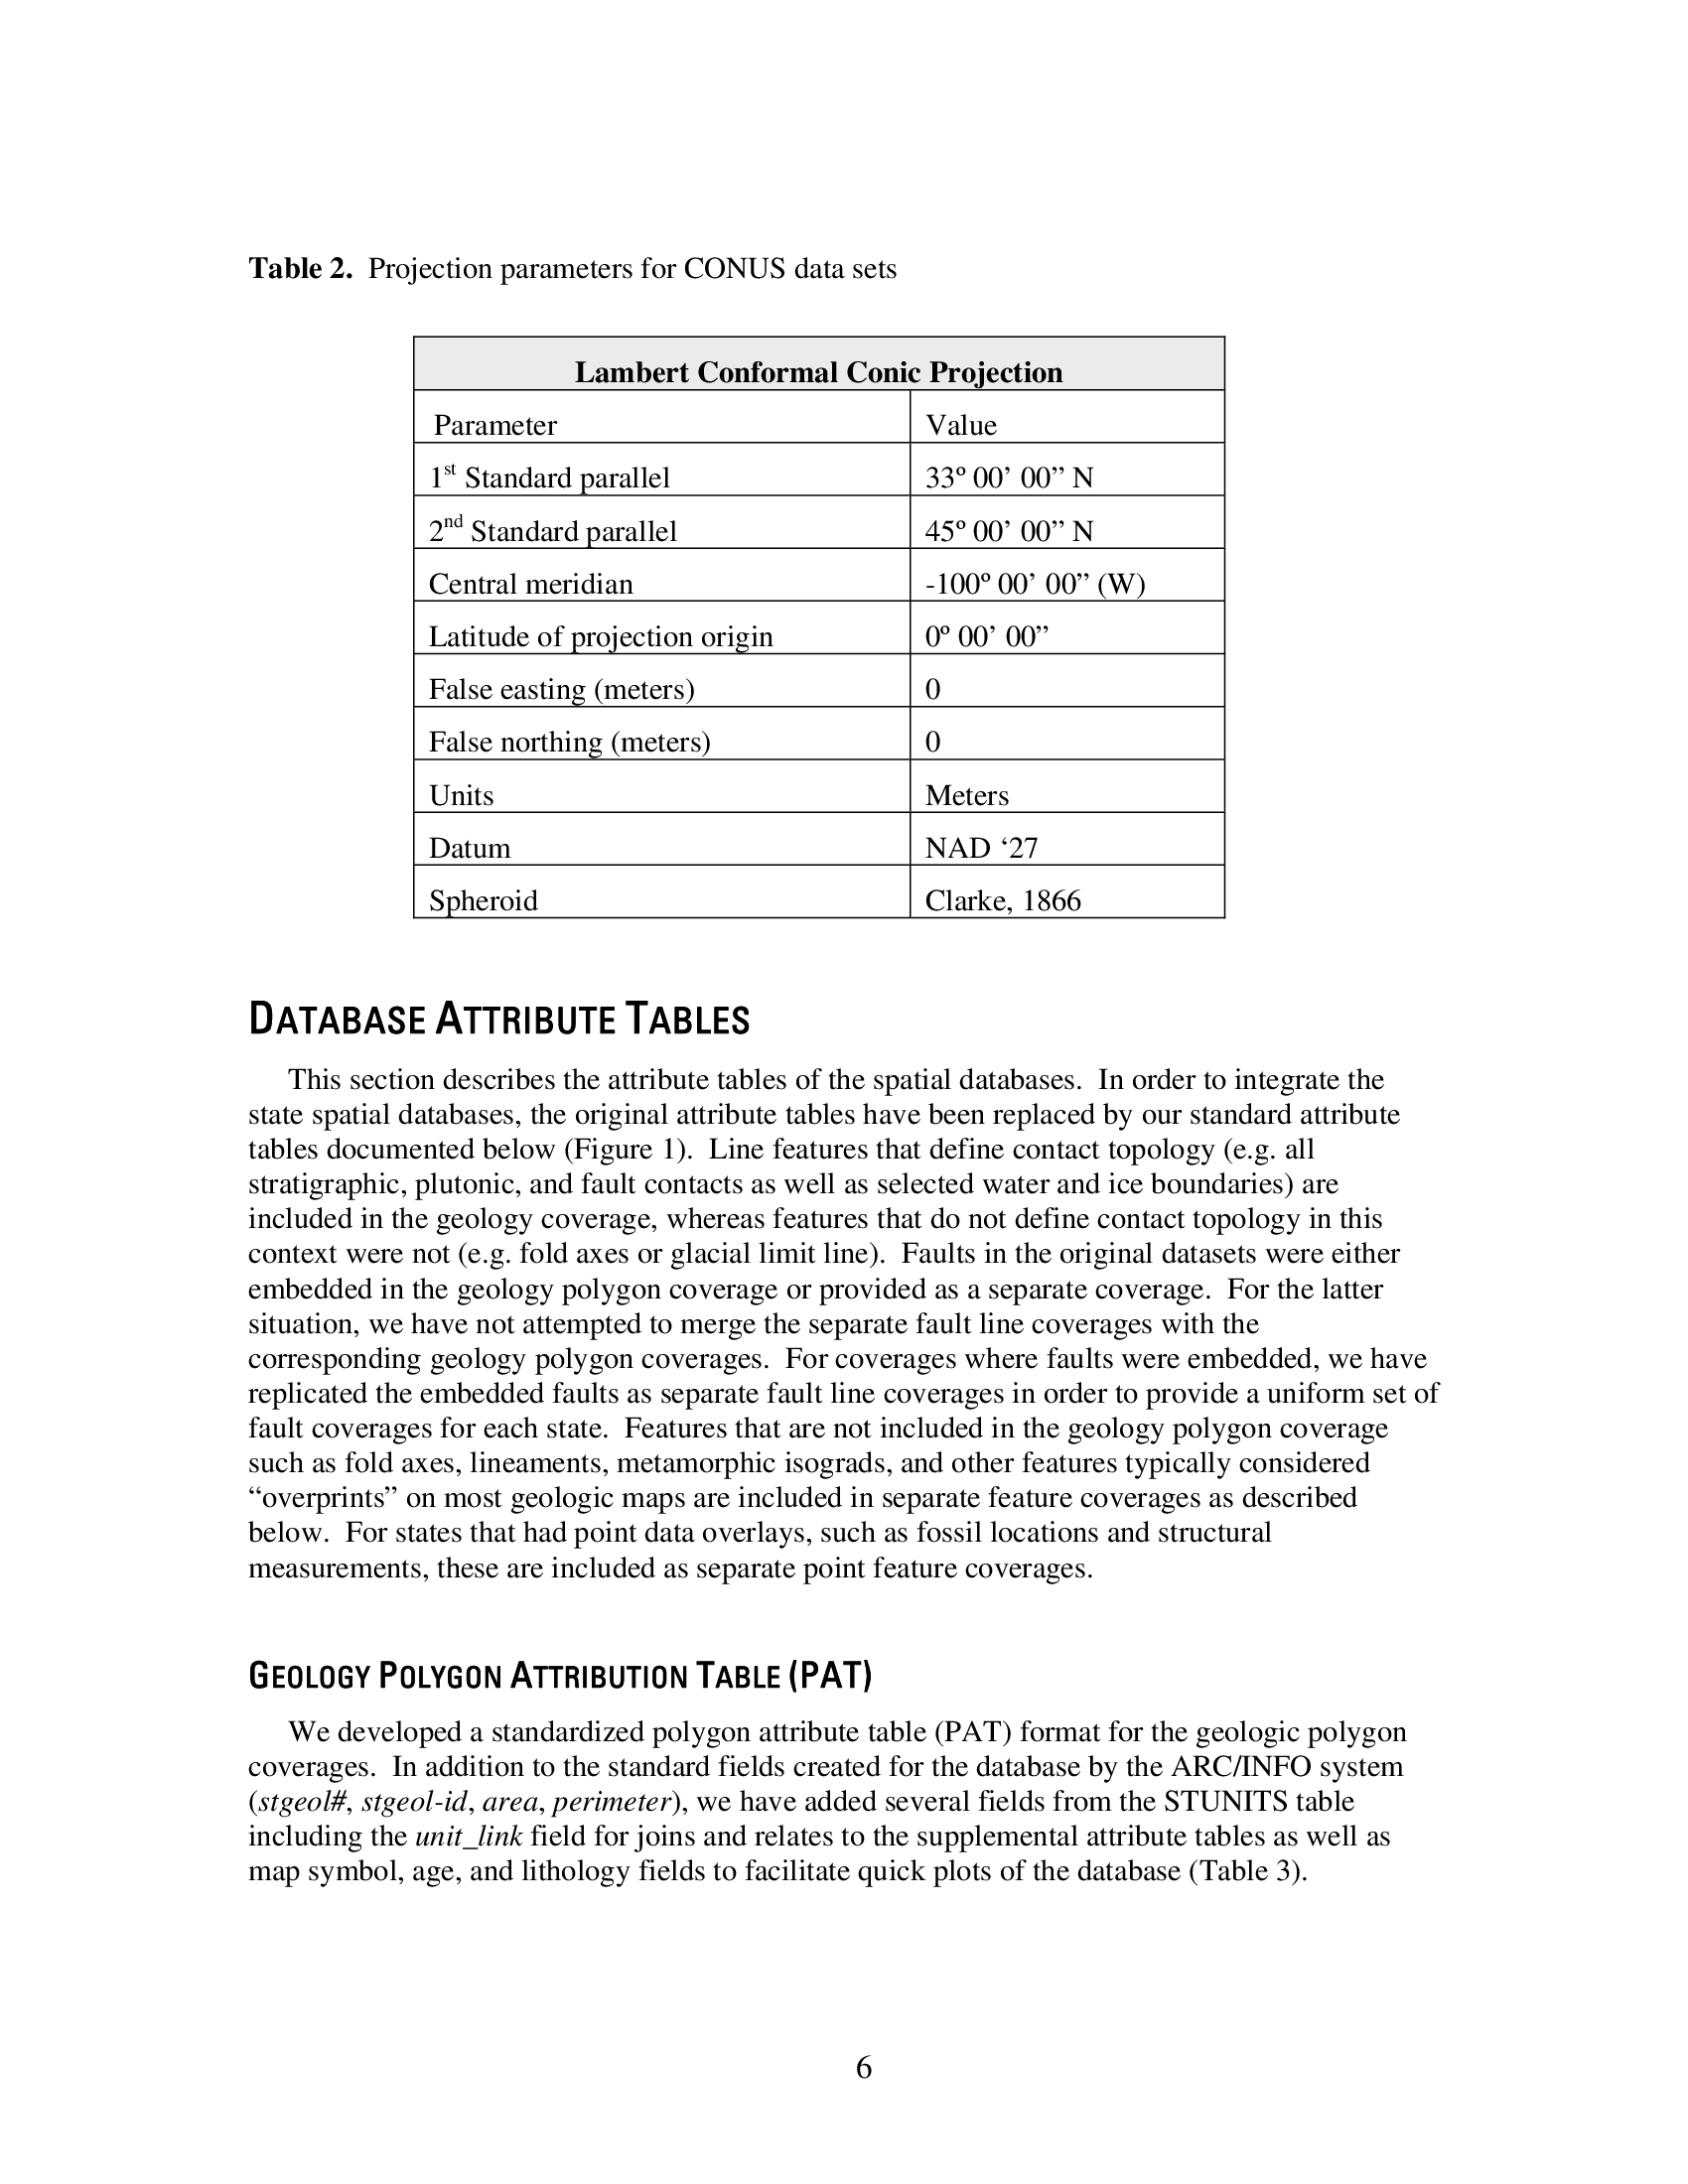 Table 2.  Projection parameters for CONUS data sets
Lambert Conformal Conic Projection
Parameter Value
1st Standard parallel 33º 00’ 00” N
2nd Standard parallel 45º 00’ 00” N
Central meridian -100º 00’ 00” (W)
Latitude of projection origin 0º 00’ 00”
False easting (meters) 0
False northing (meters) 0
Units Meters
Datum NAD ‘27
Spheroid Clarke, 1866
DATABASE ATTRIBUTE TABLES
This section describes the attribute tables of the spatial databases.  In order to integrate the
state spatial databases, the original attribute tables have been replaced by our standard attribute
tables documented below (Figure 1).  Line features that define contact topology (e.g. all
stratigraphic, plutonic, and fault contacts as well as selected water and ice boundaries) are
included in the geology coverage, whereas features that do not define contact topology in this
context were not (e.g. fold axes or glacial limit line).  Faults in the original datasets were either
embedded in the geology polygon coverage or provided as a separate coverage.  For the latter
situation, we have not attempted to merge the separate fault line coverages with the
corresponding geology polygon coverages.  For coverages where faults were embedded, we have
replicated the embedded faults as separate fault line coverages in order to provide a uniform set of
fault coverages for each state.  Features that are not included in the geology polygon coverage
such as fold axes, lineaments, metamorphic isograds, and other features typically considered
“overprints” on most geologic maps are included in separate feature coverages as described
below.  For states that had point data overlays, such as fossil locations and structural
measurements, these are included as separate point feature coverages.
GEOLOGY POLYGON ATTRIBUTION TABLE (PAT)
We developed a standardized polygon attribute table (PAT) format for the geologic polygon
coverages.  In addition to the standard fields created for the database by the ARC/INFO system
(stgeol#, stgeol-id, area, perimeter), we have added several fields from the STUNITS table
including the unit_link field for joins and relates to the supplemental attribute tables as well as
map symbol, age, and lithology fields to facilitate quick plots of the database (Table 3).
6